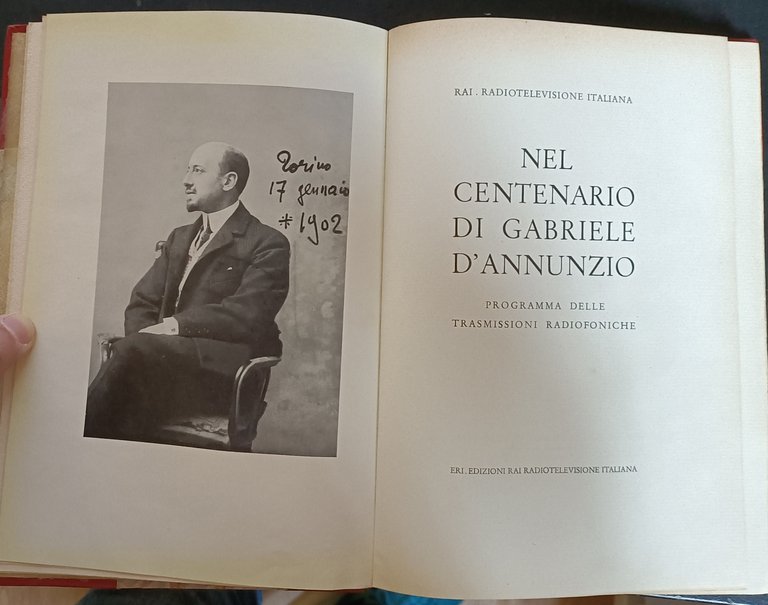 Torino
17 gennaio
* 1902
RAI . RADIOTELEVISIONE ITALIANA
NEL
CENTENARIO
DI GABRIELE
D'ANNUNZIO
PROGRAMMA DELLE
TRASMISSIONI RADIOFONICHE
ERI . EDIZIONI RAI RADIOTELEVISIONE ITALIANA